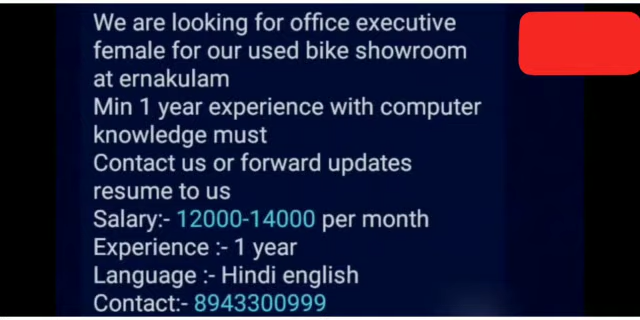 We are looking for office executive
female for our used bike showroom
at ernakulam
Min 1 year experience with computer
knowledge must
Contact us or forward updates
resume to us
Salary:- 12000-14000 per month
Experience :- 1 year
Language :- Hindi english
Contact:- 8943300999